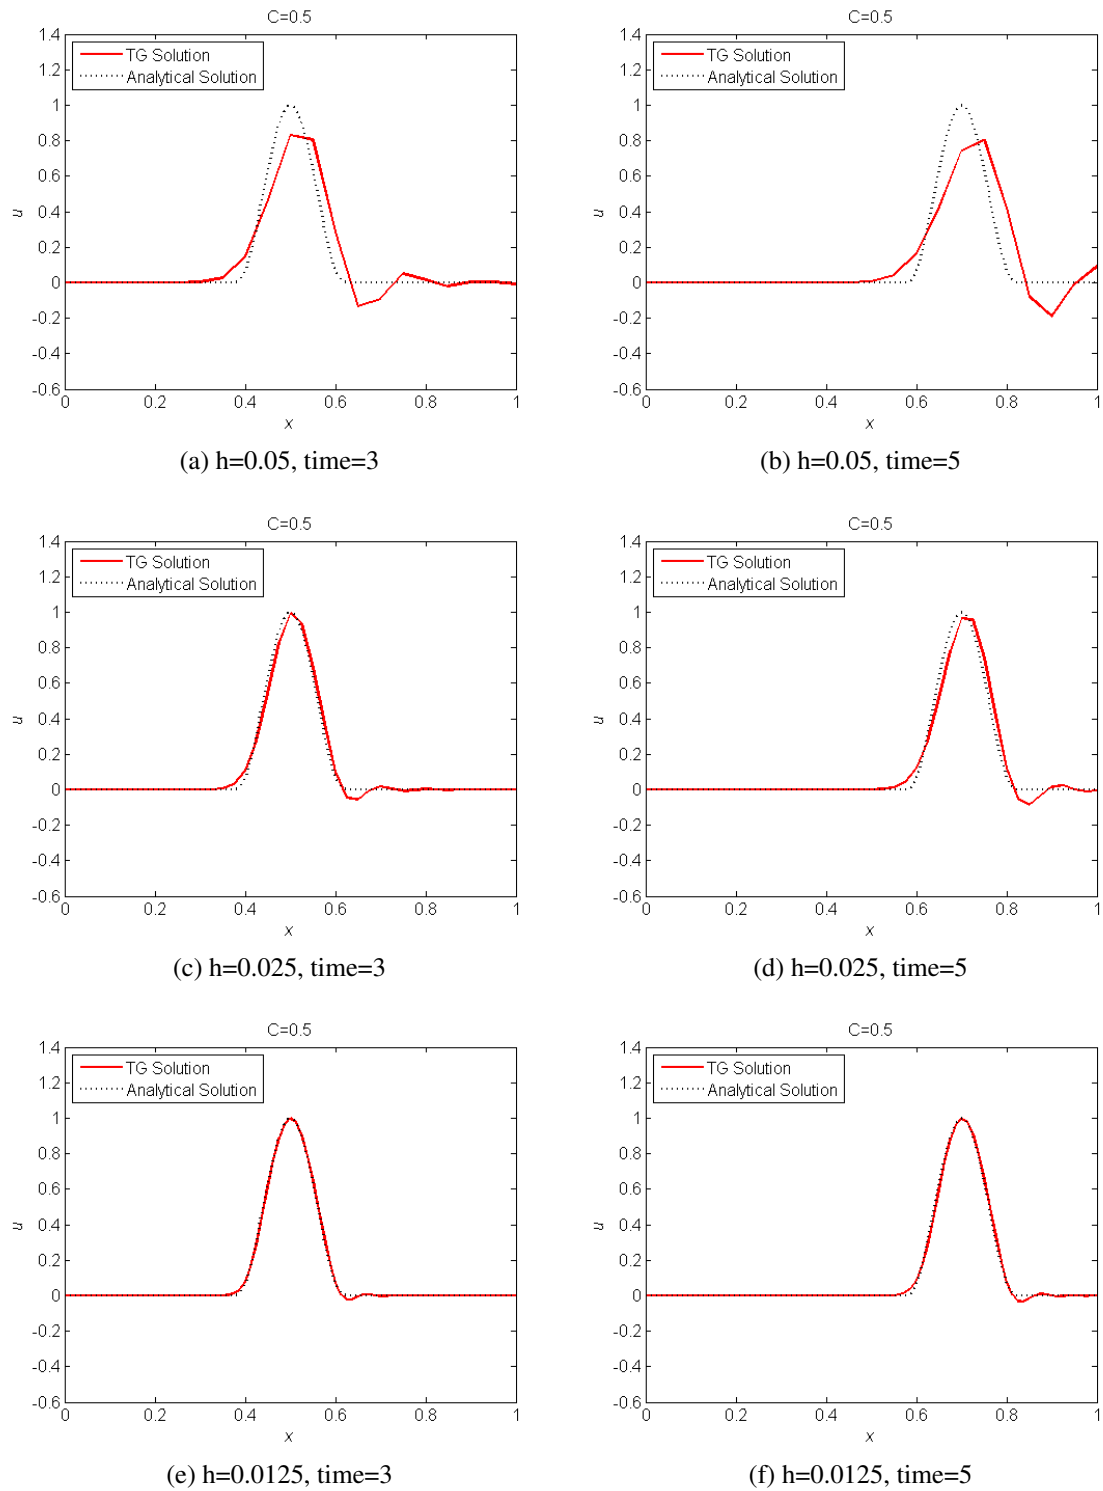 C=0.5
TG Solution
Analytical Solution
1.4
1.2
1
0.8
0.6
0.4
0.2
0
-0.2
-0.4
-0.6
u
0 0.2 0.4 0.6 0.8 1
x
(a) h=0.05, time=3
C=0.5
TG Solution
Analytical Solution
1.4
1.2
1
0.8
0.6
0.4
0.2
0
-0.2
-0.4
-0.6
u
0 0.2 0.4 0.6 0.8 1
x
(b) h=0.05, time=5
C=0.5
TG Solution
Analytical Solution
1.4
1.2
1
0.8
0.6
0.4
0.2
0
-0.2
-0.4
-0.6
u
0 0.2 0.4 0.6 0.8 1
x
(c) h=0.025, time=3
C=0.5
TG Solution
Analytical Solution
1.4
1.2
1
0.8
0.6
0.4
0.2
0
-0.2
-0.4
-0.6
u
0 0.2 0.4 0.6 0.8 1
x
(d) h=0.025, time=5
C=0.5
TG Solution
Analytical Solution
1.4
1.2
1
0.8
0.6
0.4
0.2
0
-0.2
-0.4
-0.6
u
0 0.2 0.4 0.6 0.8 1
x
(e) h=0.0125, time=3
C=0.5
TG Solution
Analytical Solution
1.4
1.2
1
0.8
0.6
0.4
0.2
0
-0.2
-0.4
-0.6
u
0 0.2 0.4 0.6 0.8 1
x
(f) h=0.0125, time=5